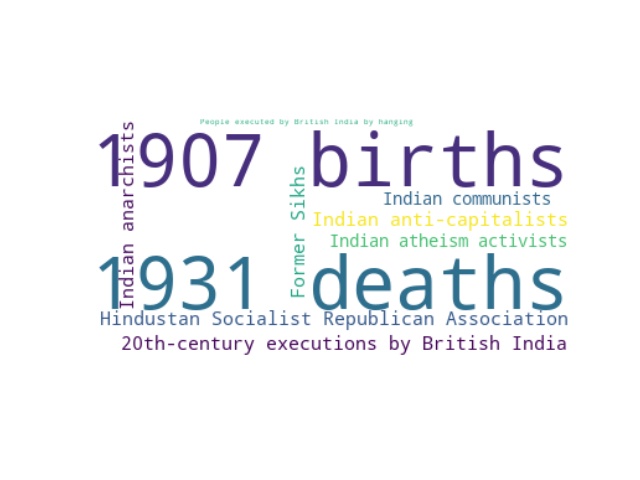 People executed by British India by hanging
1907 births
Indian anarchists
Former Sikhs
Indian communists
Indian anti-capitalists
Indian atheism activists
1931 deaths
Hindustan Socialist Republican Association
20th-century executions by British India